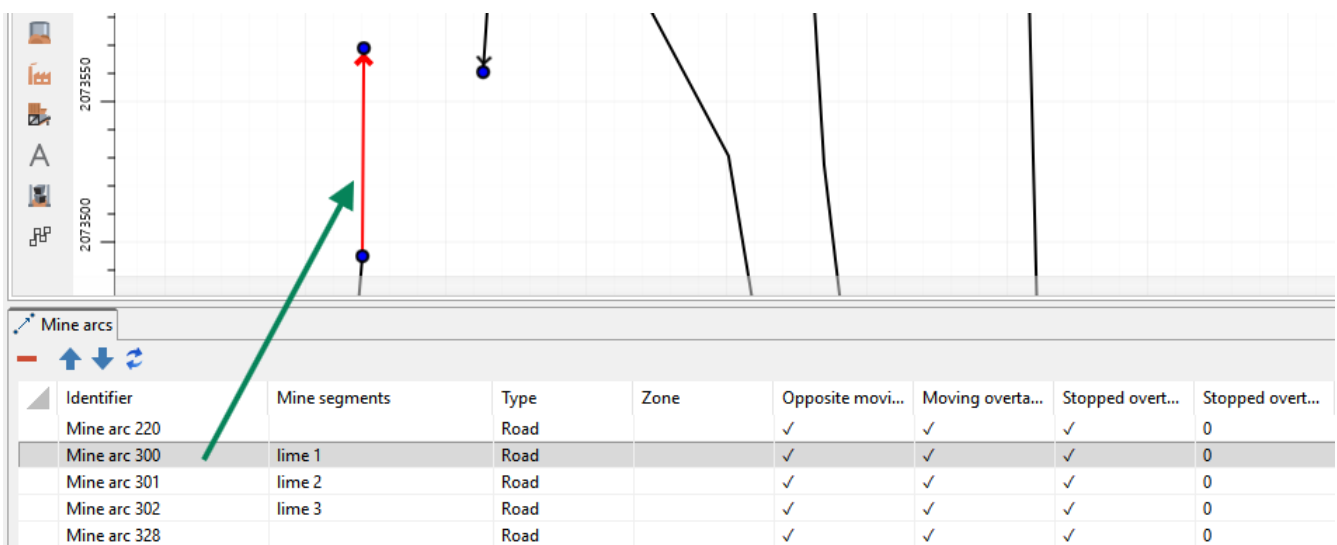 2073550
2073500
Mine arcs
Identifier Mine segments Type Zone Opposite movi... Moving overta... Stopped overt... Stopped overt...
Mine arc 220 Road ✓ ✓ ✓ 0
Mine arc 300 lime 1 Road ✓ ✓ ✓ 0
Mine arc 301 lime 2 Road ✓ ✓ ✓ 0
Mine arc 302 lime 3 Road ✓ ✓ ✓ 0
Mine arc 328 Road ✓ ✓ ✓ 0